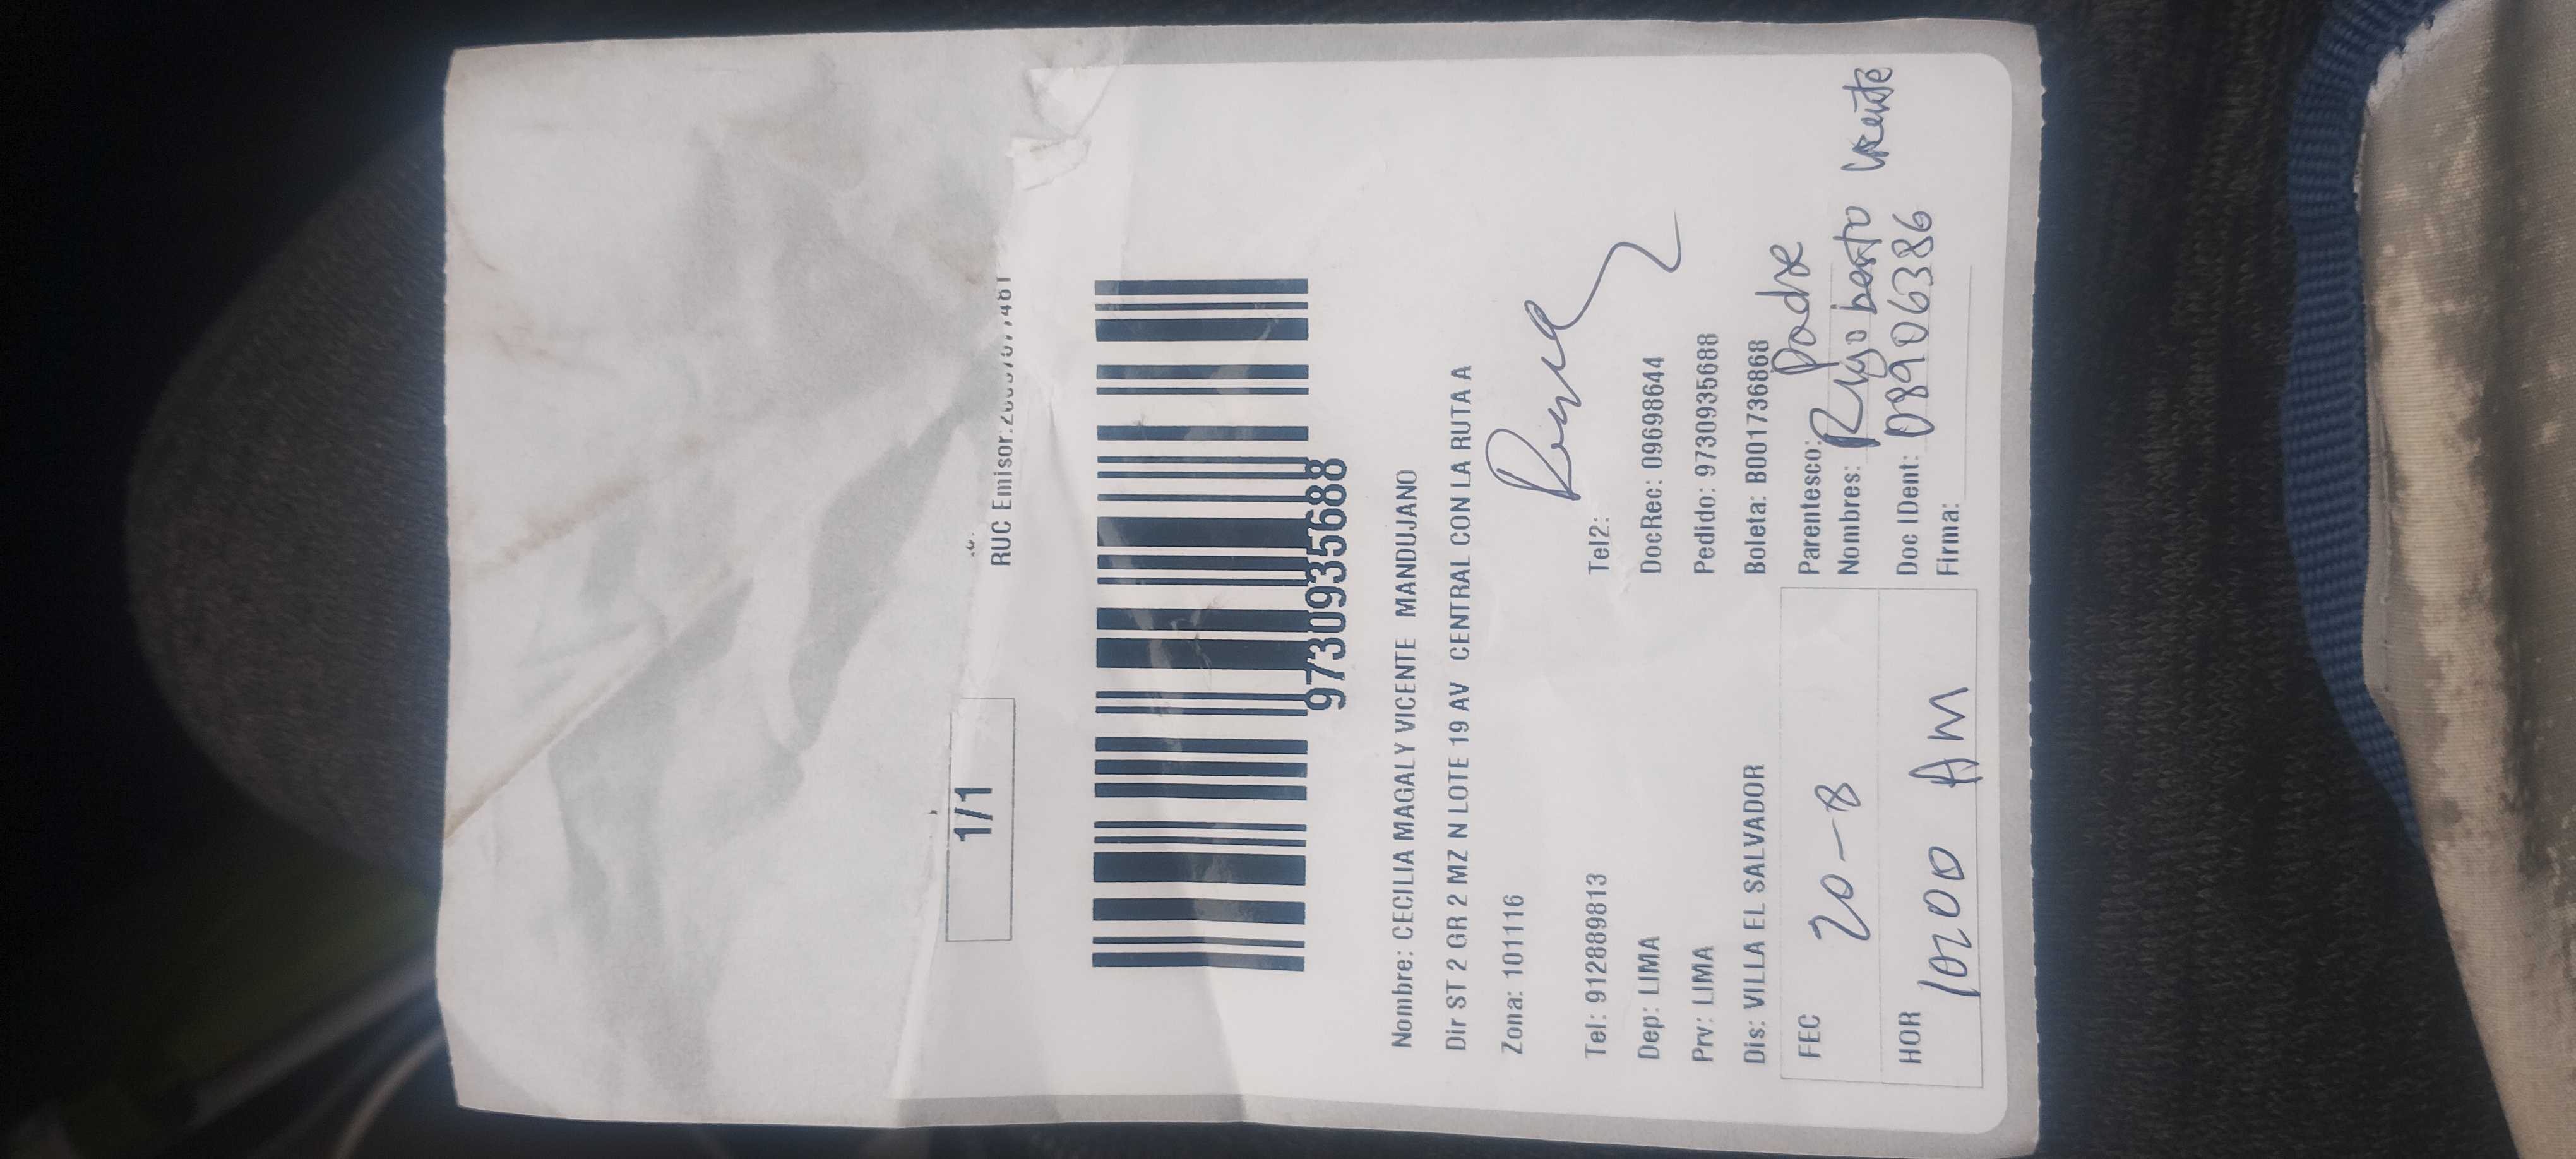 1/1
RUC Emisor:
9730935688
Nombre: CECILIA MAGALY VICENTE MANDUJANO
Dir ST 2 GR 2 MZ N LOTE 19 AV CENTRAL CON LA RUTA A
Zona: 101116
Tel: 912889813 Tel2:
Dep: LIMA DocRec: 09698644
Prv: LIMA Pedido: 9730935688
Dis: VILLA EL SALVADOR Boleta: B001736868
FEC 20-8 Parentesco: Padre
Nombres: Rigoberto Vicente
HOR 10:00 AM Doc IDent: 08906386
Firma: